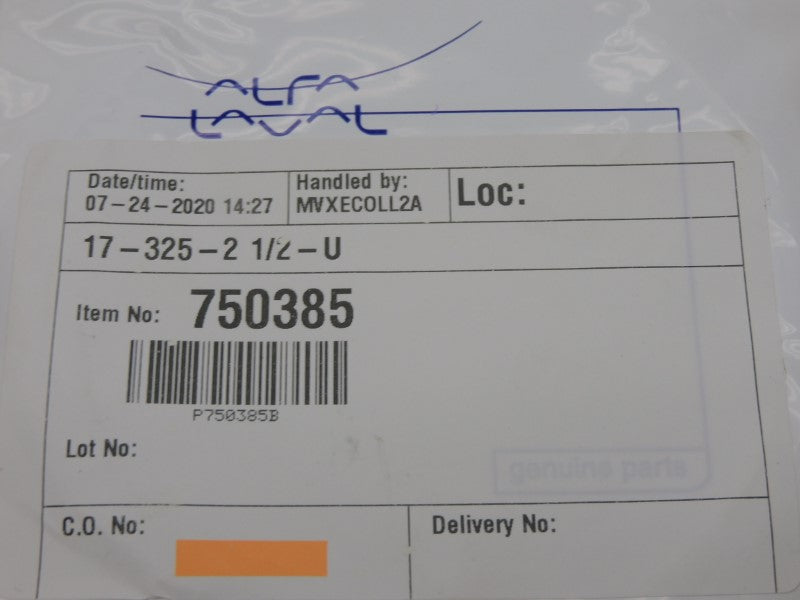 ALFA
LAVAL
Date/time:
07-24-2020 14:27
Handled by:
MVXECOLL2A
Loc:
17-325-2 1/2-U
Item No: 750385
P750385B
Lot No:
genuine parts
C.O. No:
Delivery No: